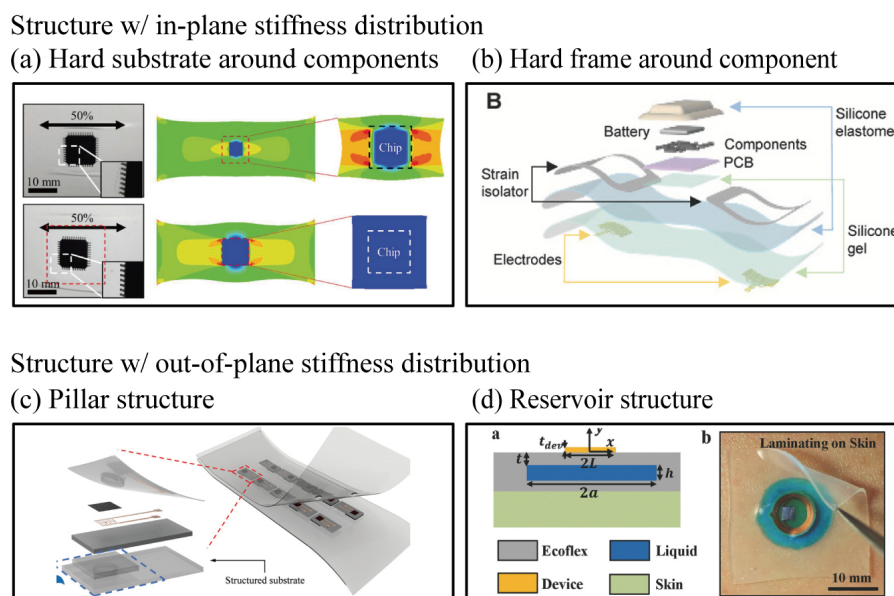 Structure w/ in-plane stiffness distribution
(a) Hard substrate around components
50%
10 mm
Chip
50%
10 mm
Chip
(b) Hard frame around component
B
Silicone
elastome
Battery
Components
PCB
Strain
isolator
Silicone
gel
Electrodes
Structure w/ out-of-plane stiffness distribution
(c) Pillar structure
Structured substrate
(d) Reservoir structure
a
y
t_dev
x
t
2L
h
2a
Ecoflex
Liquid
Device
Skin
b
Laminating on Skin
10 mm